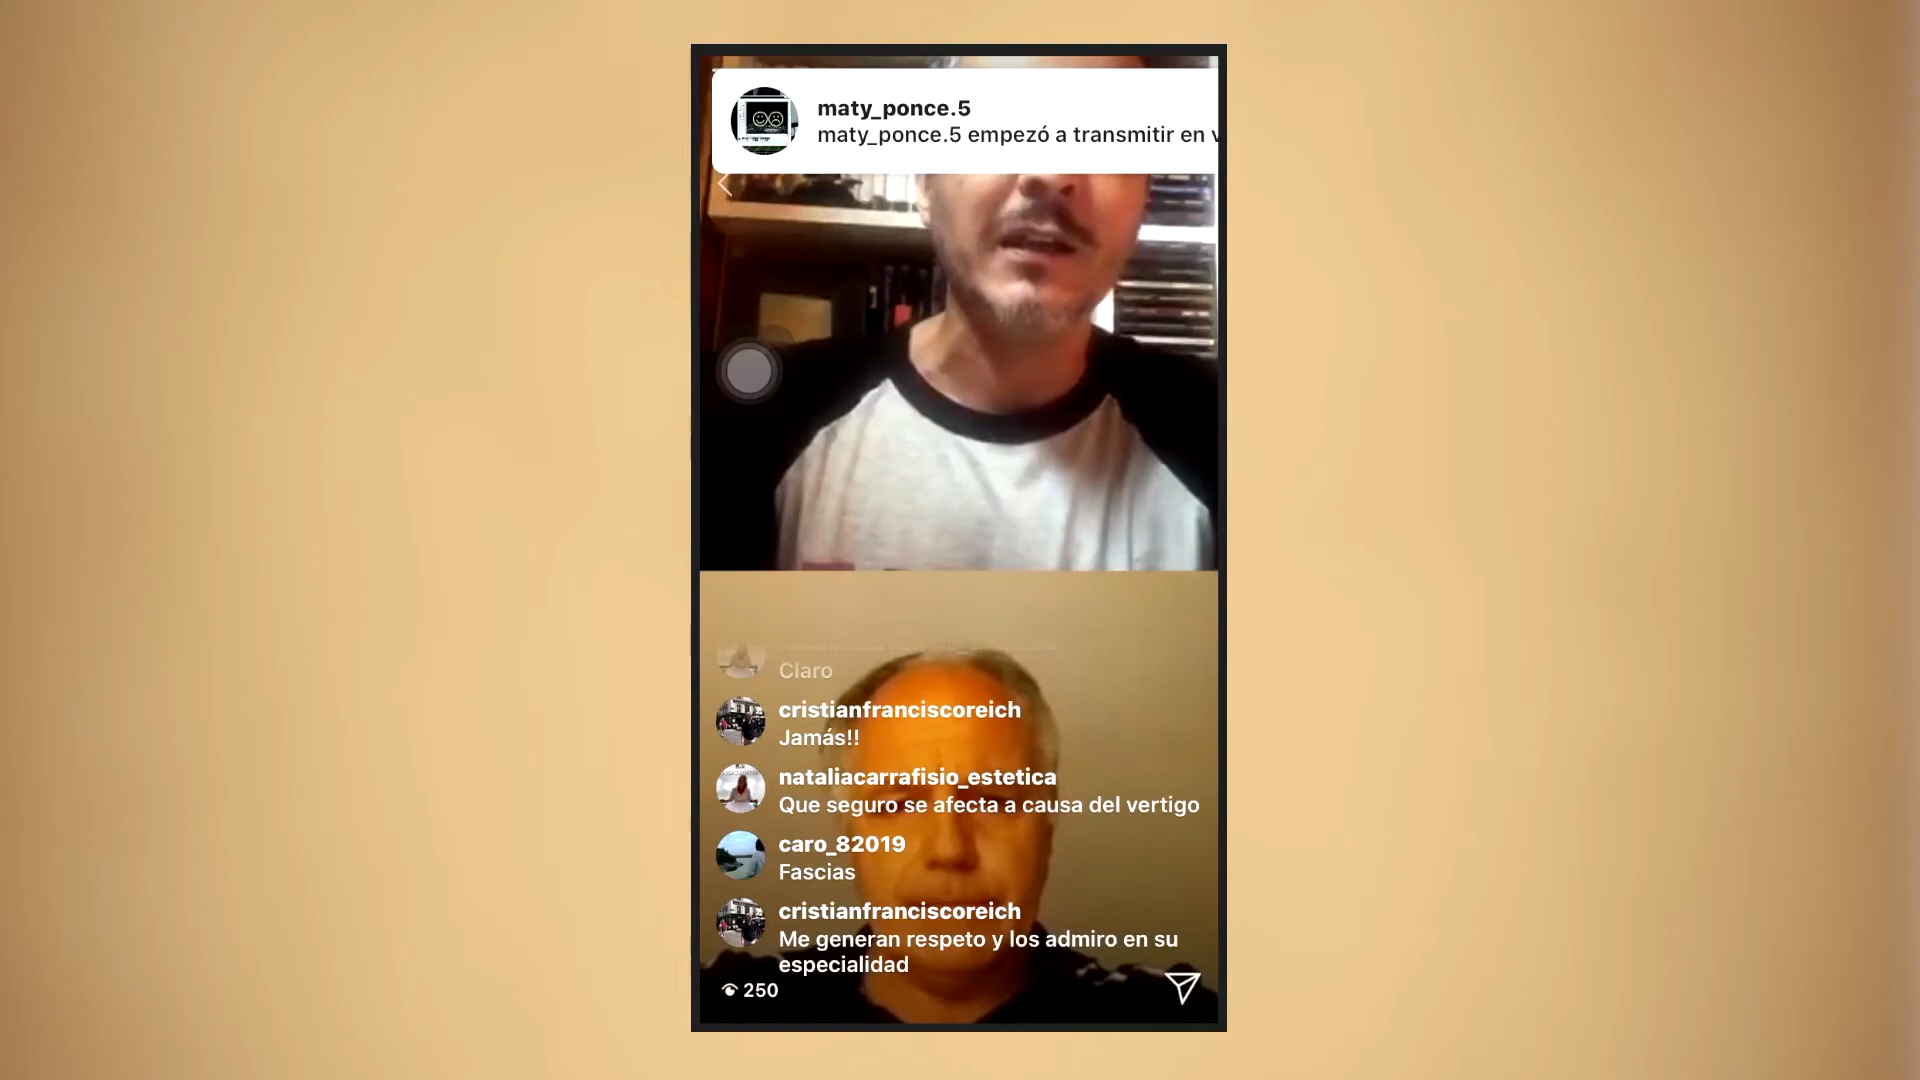 maty_ponce.5
maty_ponce.5 empezó a transmitir en v
Claro
cristianfranciscoreich
Jamás!!
nataliacarrafisio_estetica
Que seguro se afecta a causa del vertigo
caro_82019
Fascias
cristianfranciscoreich
Me generan respeto y los admiro en su
especialidad
250